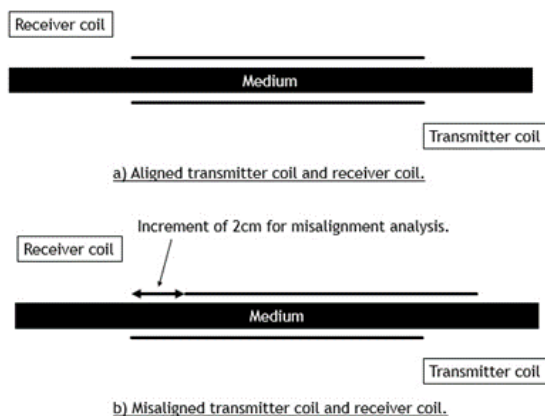 Receiver coil
Medium
Transmitter coil
a) Aligned transmitter coil and receiver coil.
Increment of 2cm for misalignment analysis.
Receiver coil
Medium
Transmitter coil
b) Misaligned transmitter coil and receiver coil.